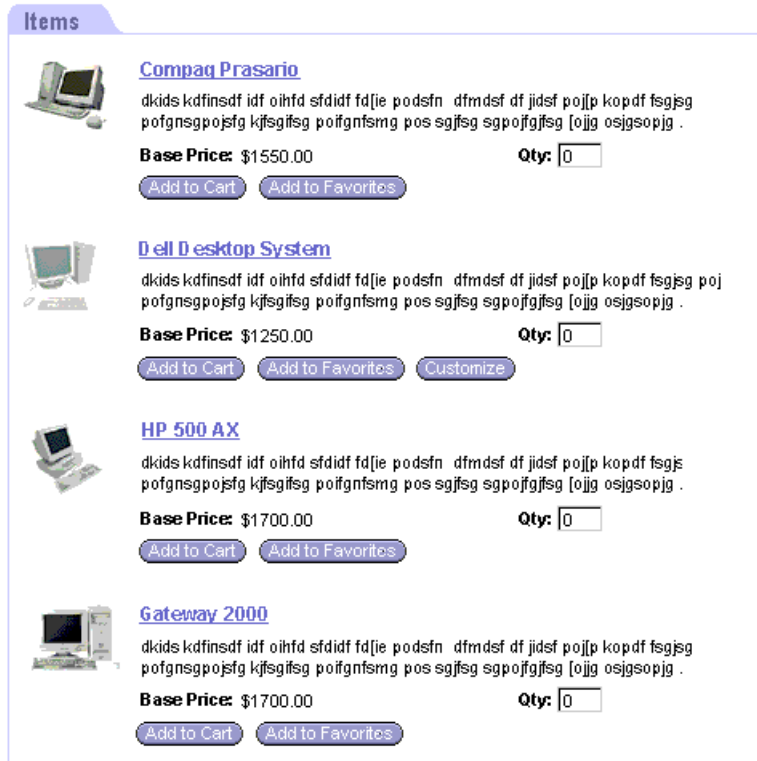 Items
Compaq Prasario
dkids kdfinsdf idf oihfd sfdidf fd[ie podsfn dfmdsf df jidsf poj[p kopdf fsgjsg
pofgnsgpojsfg kjfsgifsg poifgnfsmg pos sgjfsg sgpojfgjfsg [ojjg osjgsopjg .
Base Price: $1550.00 Qty: 0
Add to Cart Add to Favorites
Dell Desktop System
dkids kdfinsdf idf oihfd sfdidf fd[ie podsfn dfmdsf df jidsf poj[p kopdf fsgjsg poj
pofgnsgpojsfg kjfsgifsg poifgnfsmg pos sgjfsg sgpojfgjfsg [ojjg osjgsopjg .
Base Price: $1250.00 Qty: 0
Add to Cart Add to Favorites Customize
HP 500 AX
dkids kdfinsdf idf oihfd sfdidf fd[ie podsfn dfmdsf df jidsf poj[p kopdf fsgjs
pofgnsgpojsfg kjfsgifsg poifgnfsmg pos sgjfsg sgpojfgjfsg [ojjg osjgsopjg .
Base Price: $1700.00 Qty: 0
Add to Cart Add to Favorites
Gateway 2000
dkids kdfinsdf idf oihfd sfdidf fd[ie podsfn dfmdsf df jidsf poj[p kopdf fsgjsg
pofgnsgpojsfg kjfsgifsg poifgnfsmg pos sgjfsg sgpojfgjfsg [ojjg osjgsopjg .
Base Price: $1700.00 Qty: 0
Add to Cart Add to Favorites